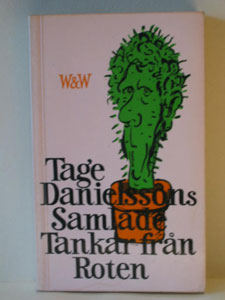 W&W
Tage
Danielssons
Samlade
Tankar från
Roten